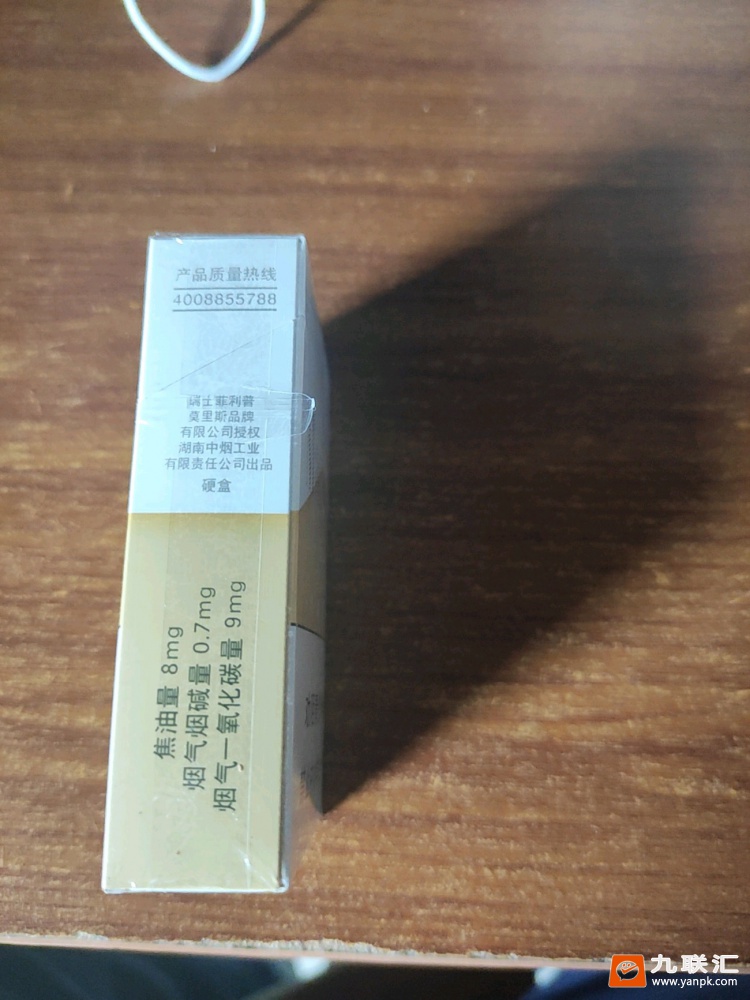 产品质量热线
4008855788
瑞士菲利普
莫里斯品牌
有限公司授权
湖南中烟工业
有限责任公司出品
硬盒
焦油量 8mg
烟气烟碱量 0.7mg
烟气一氧化碳量 9mg
九联汇
www.yanpk.com